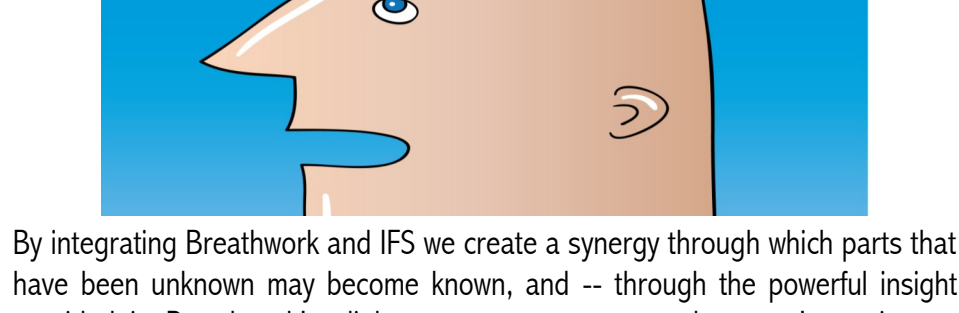 By integrating Breathwork and IFS we create a synergy through which parts that
have been unknown may become known, and -- through the powerful insight